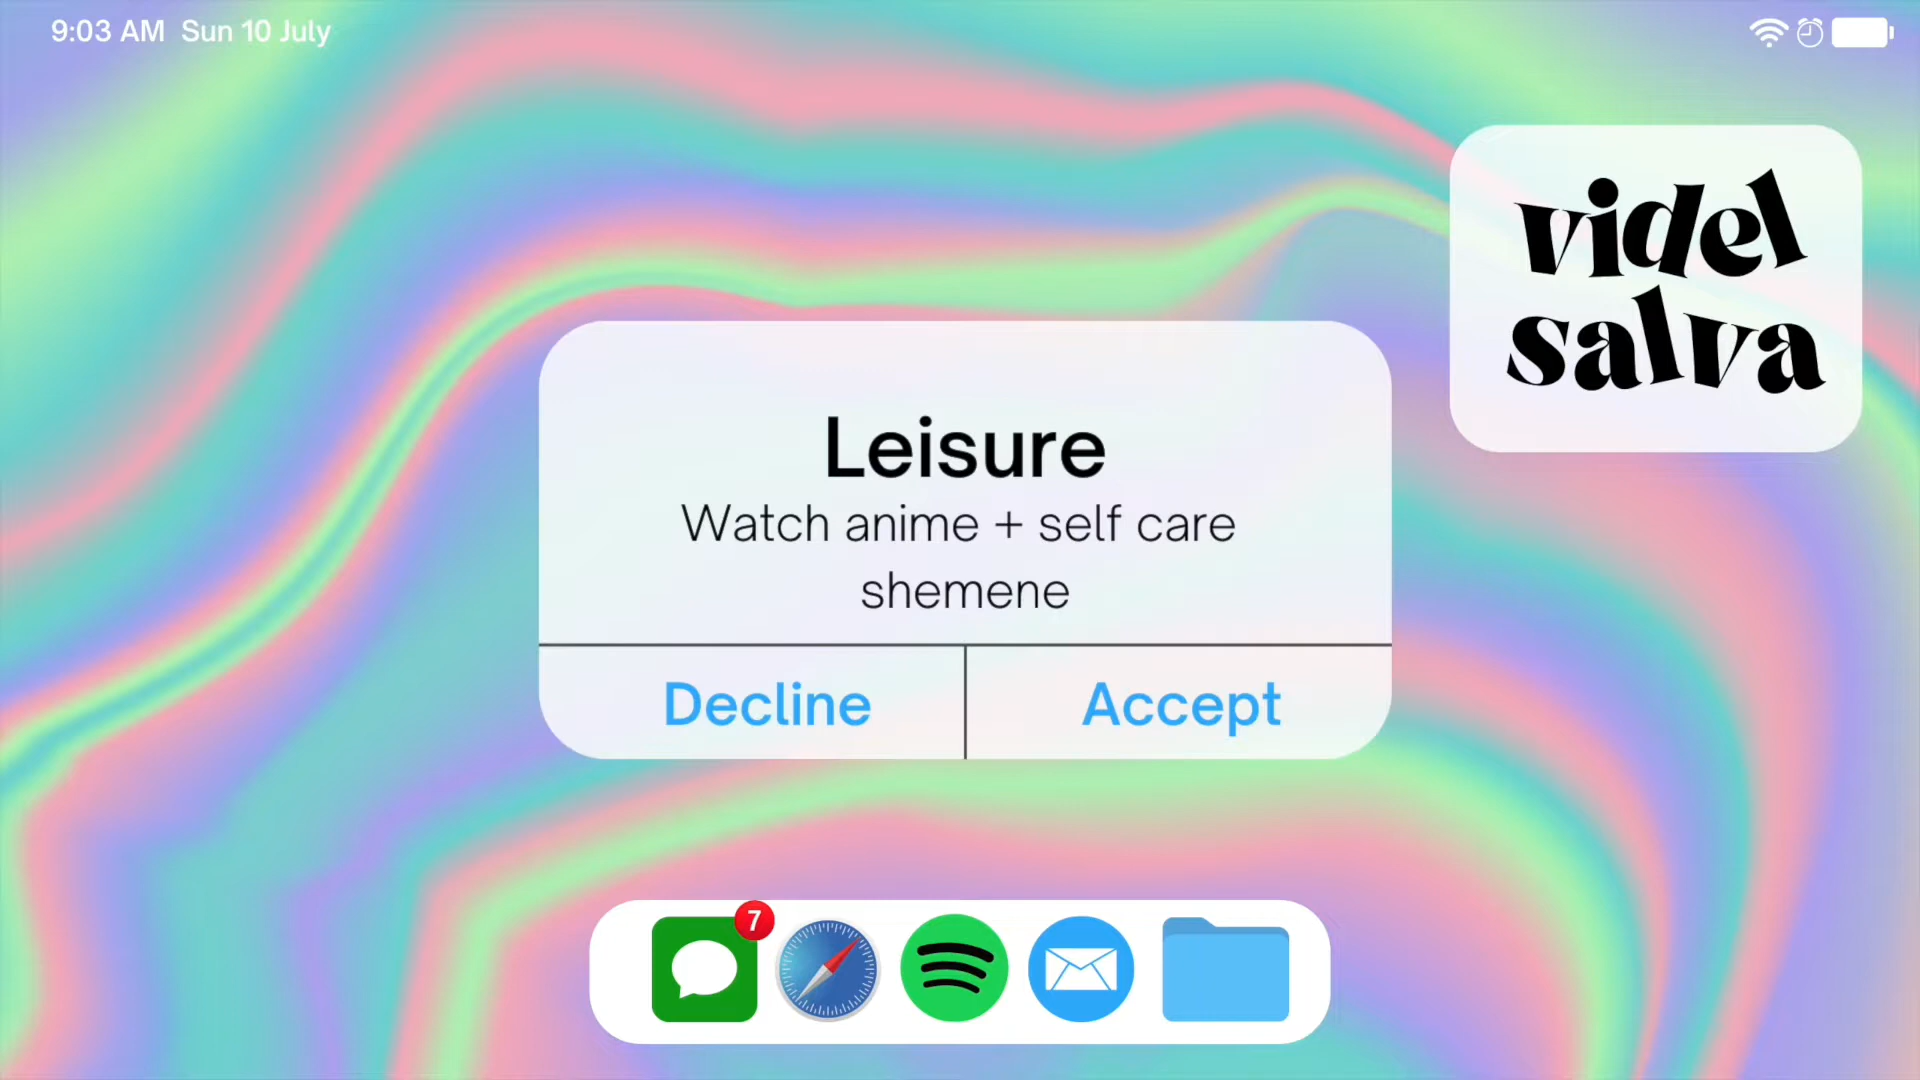 9:03 AM Sun 10 July
videl
salva
Leisure
Watch anime + self care
shemene
Decline
Accept
7